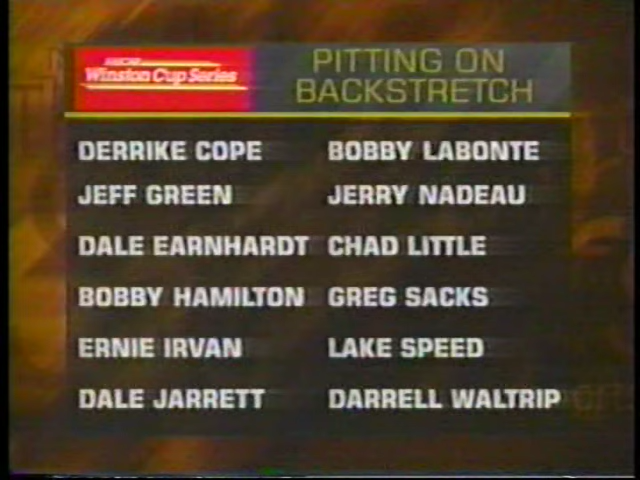 NASCAR
Winston Cup Series
PITTING ON
BACKSTRETCH
DERRIKE COPE
BOBBY LABONTE
JEFF GREEN
JERRY NADEAU
DALE EARNHARDT
CHAD LITTLE
BOBBY HAMILTON
GREG SACKS
ERNIE IRVAN
LAKE SPEED
DALE JARRETT
DARRELL WALTRIP